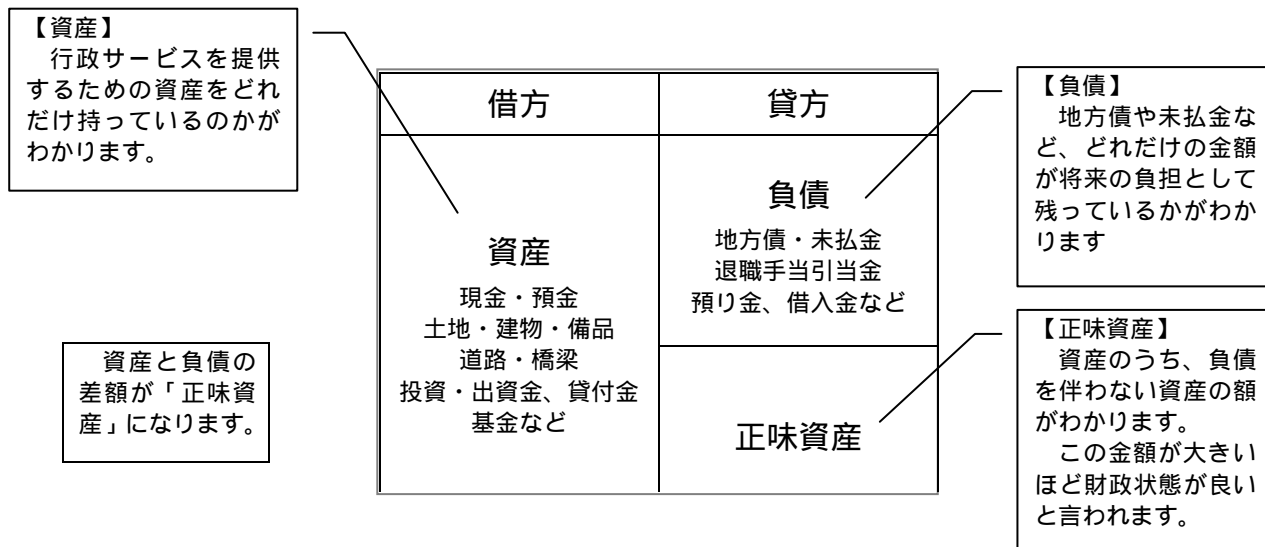 【資産】
行政サービスを提供
するための資産をどれ
だけ持っているのかが
わかります。
借方
貸方
資産
現金・預金
土地・建物・備品
道路・橋梁
投資・出資金、貸付金
基金など
負債
地方債・未払金
退職手当引当金
預り金、借入金など
正味資産
【負債】
地方債や未払金な
ど、どれだけの金額
が将来の負担として
残っているかがわか
ります
【正味資産】
資産のうち、負債
を伴わない資産の額
がわかります。
この金額が大きい
ほど財政状態が良い
と言われます。
資産と負債の
差額が「正味資
産」になります。